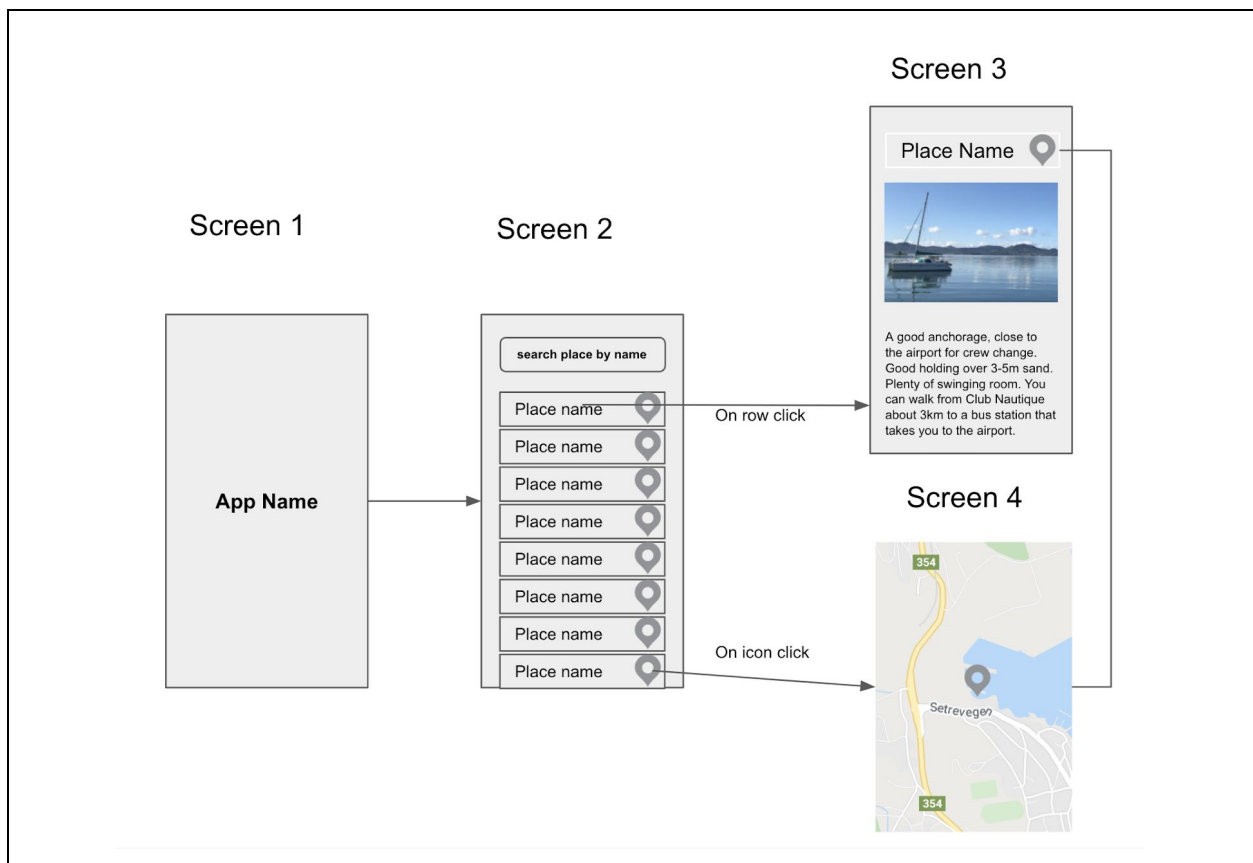 Screen 1
App Name
Screen 2
search place by name
Place name
Place name
Place name
Place name
Place name
Place name
Place name
Place name
On row click
On icon click
Screen 3
Place Name
A good anchorage, close to
the airport for crew change.
Good holding over 3-5m sand.
Plenty of swinging room. You
can walk from Club Nautique
about 3km to a bus station that
takes you to the airport.
Screen 4
354
Setrevegen
354